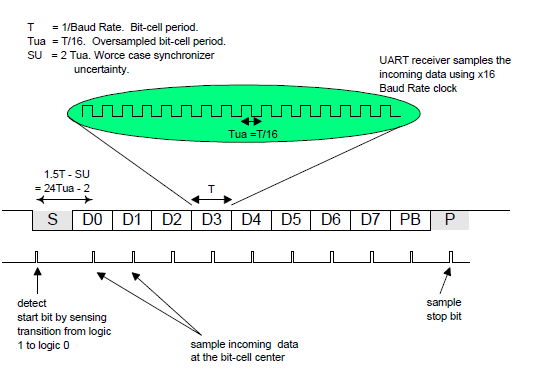 T = 1/Baud Rate. Bit-cell period.
Tua = T/16. Oversampled bit-cell period.
SU = 2 Tua. Worce case synchronizer
uncertainty.
UART receiver samples the
incoming data using x16
Baud Rate clock
Tua =T/16
1.5T - SU
= 24Tua - 2
T
S D0 D1 D2 D3 D4 D5 D6 D7 PB P
detect
start bit by sensing
transition from logic
1 to logic 0
sample incoming data
at the bit-cell center
sample
stop bit